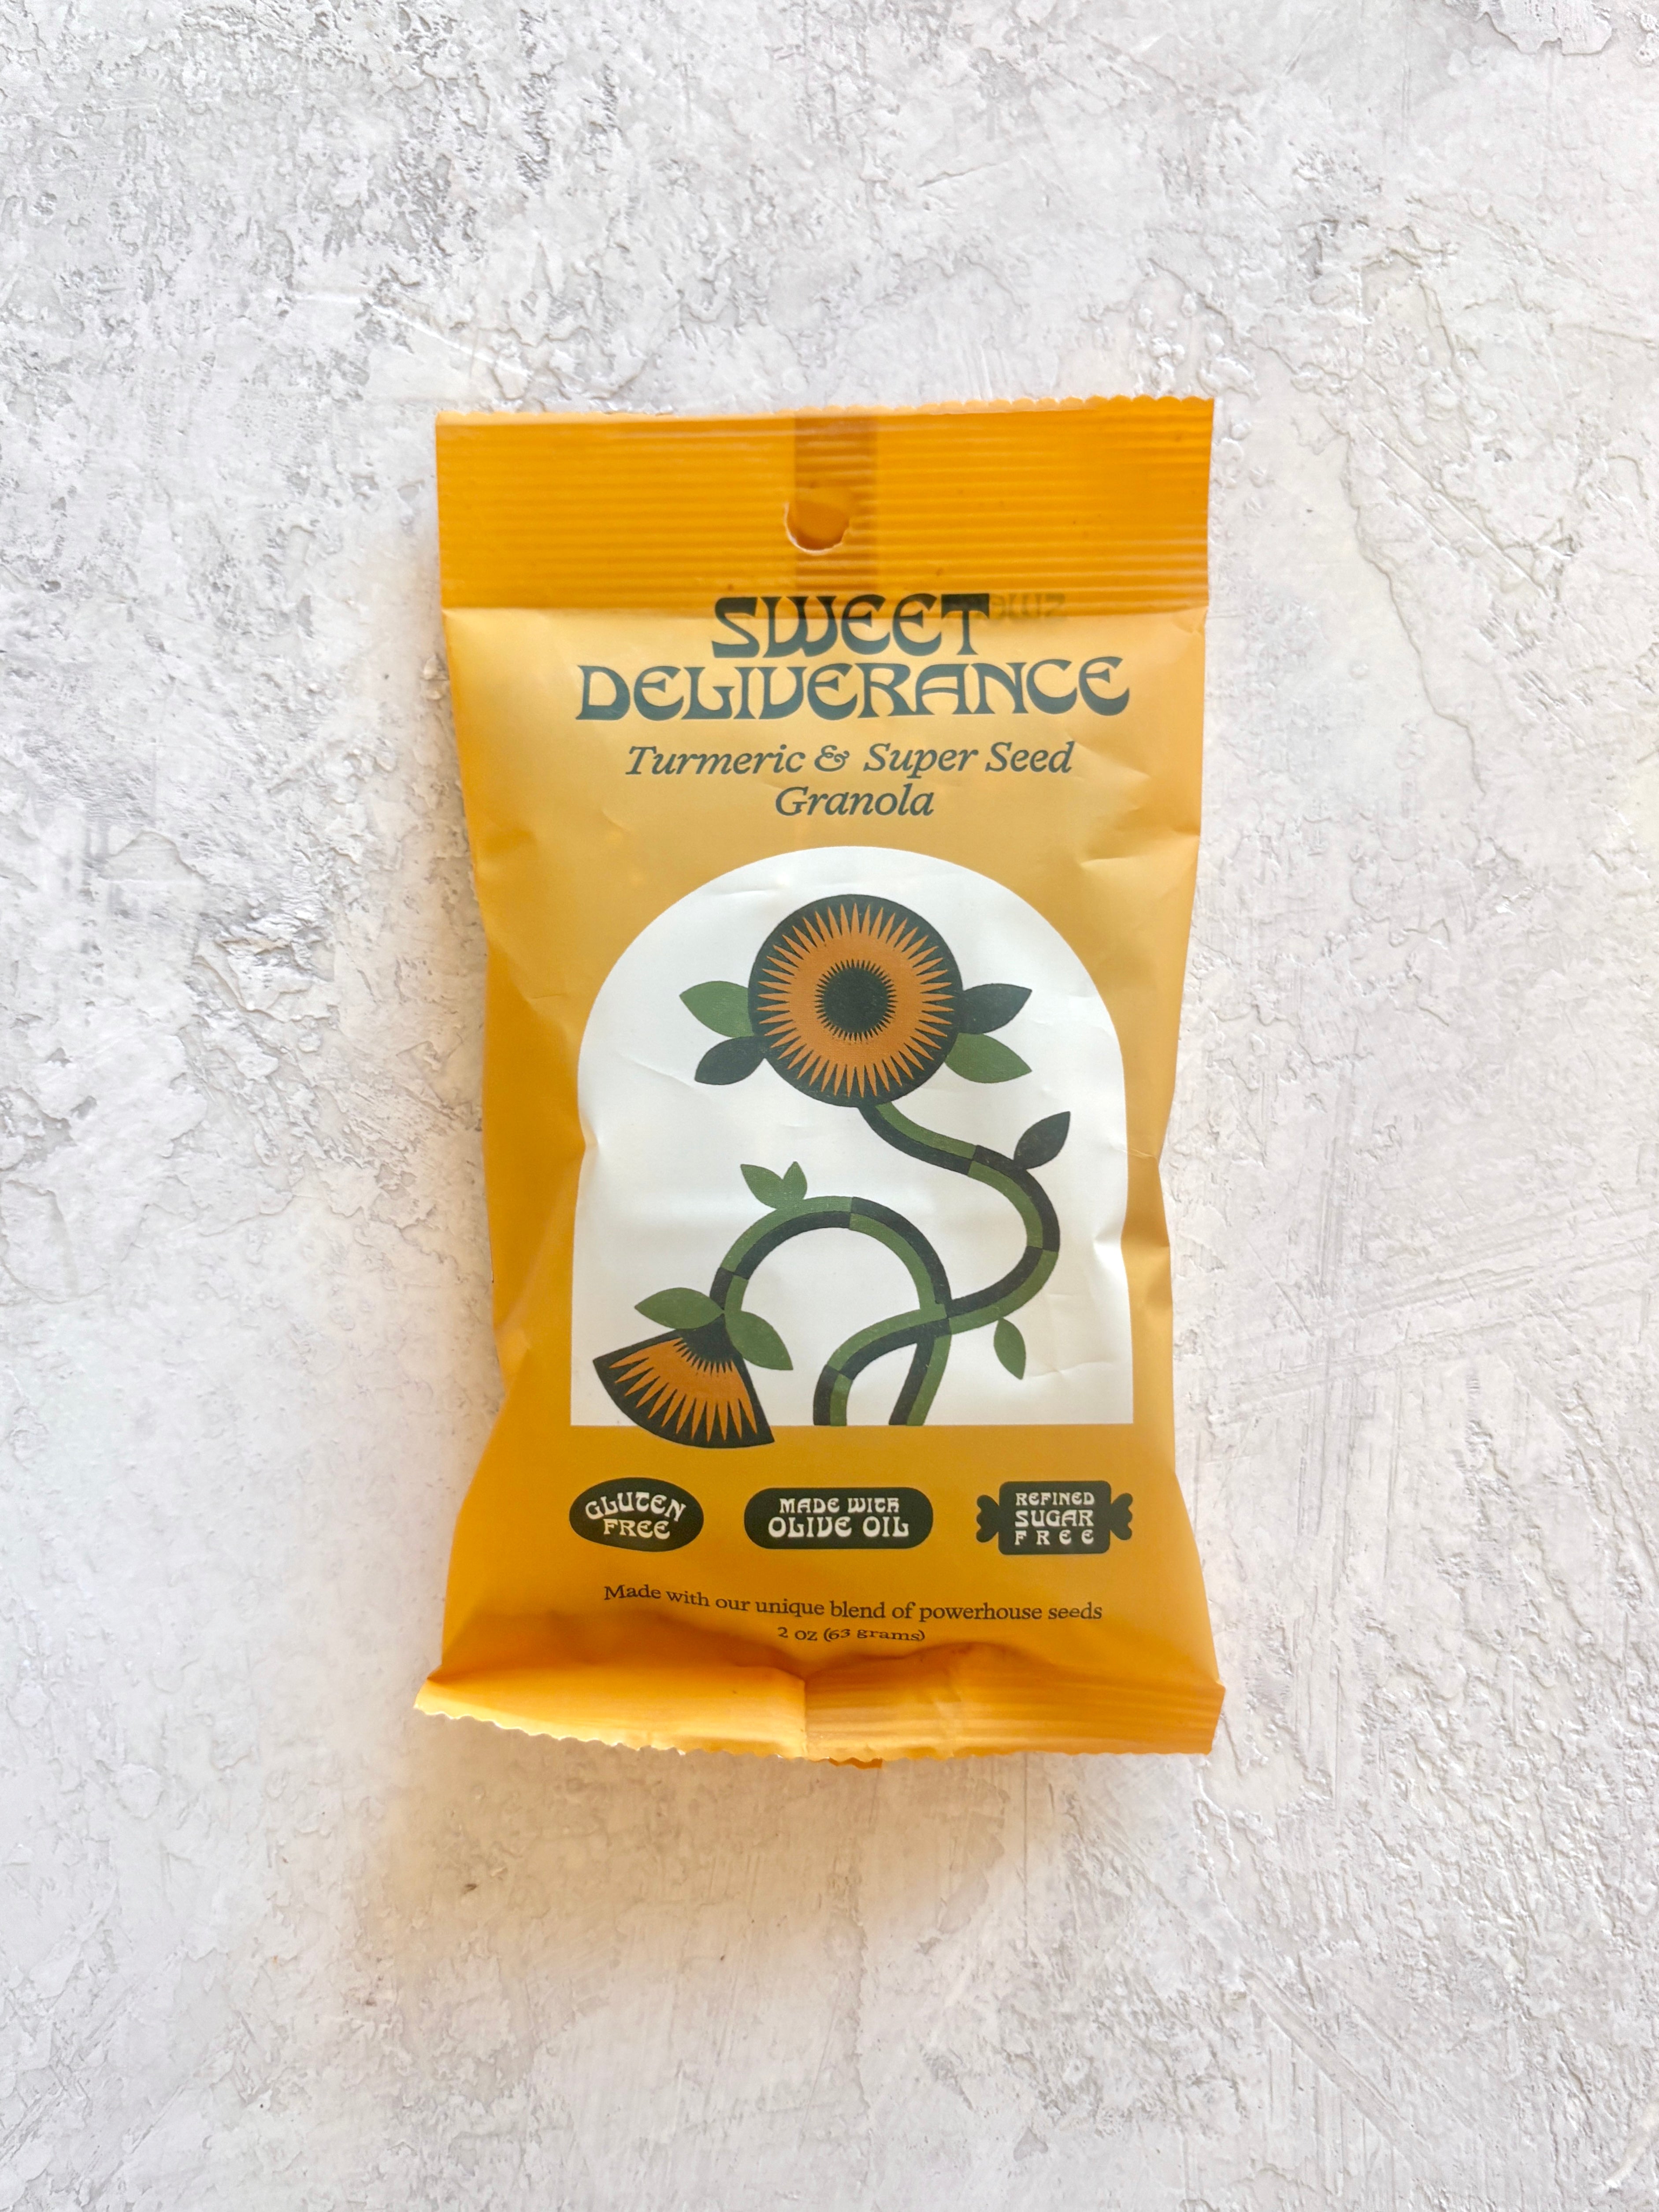 SWEET
DELIVERANCE
Turmeric & Super Seed
Granola
GLUTEN
FREE
MADE WITH
OLIVE OIL
REFINED
SUGAR
FREE
Made with our unique blend of powerhouse seeds
2 oz (63 grams)